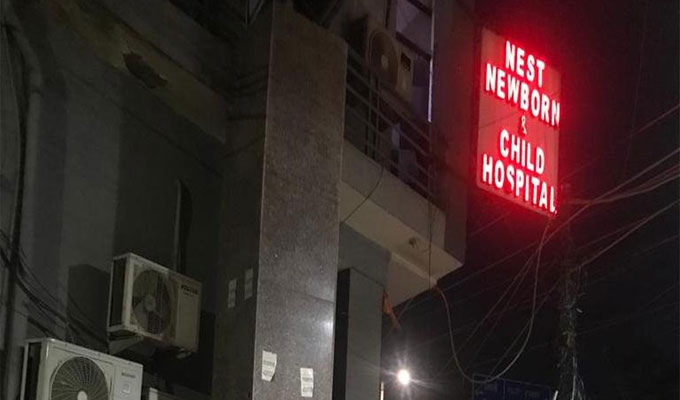 NEST
NEWBORN
&
CHILD
HOSPITAL